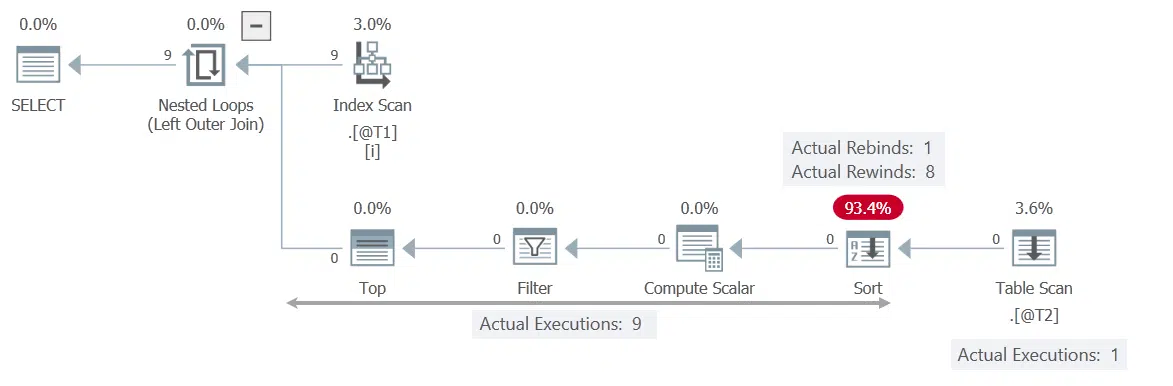 0.0%
0.0%
3.0%
9
9
SELECT
Nested Loops
(Left Outer Join)
Index Scan
.[@T1]
[i]
Actual Rebinds: 1
Actual Rewinds: 8
0.0%
0.0%
0.0%
93.4%
3.6%
0
0
0
0
0
A
Z
Top
Filter
Compute Scalar
Sort
Table Scan
.[@T2]
Actual Executions: 9
Actual Executions: 1